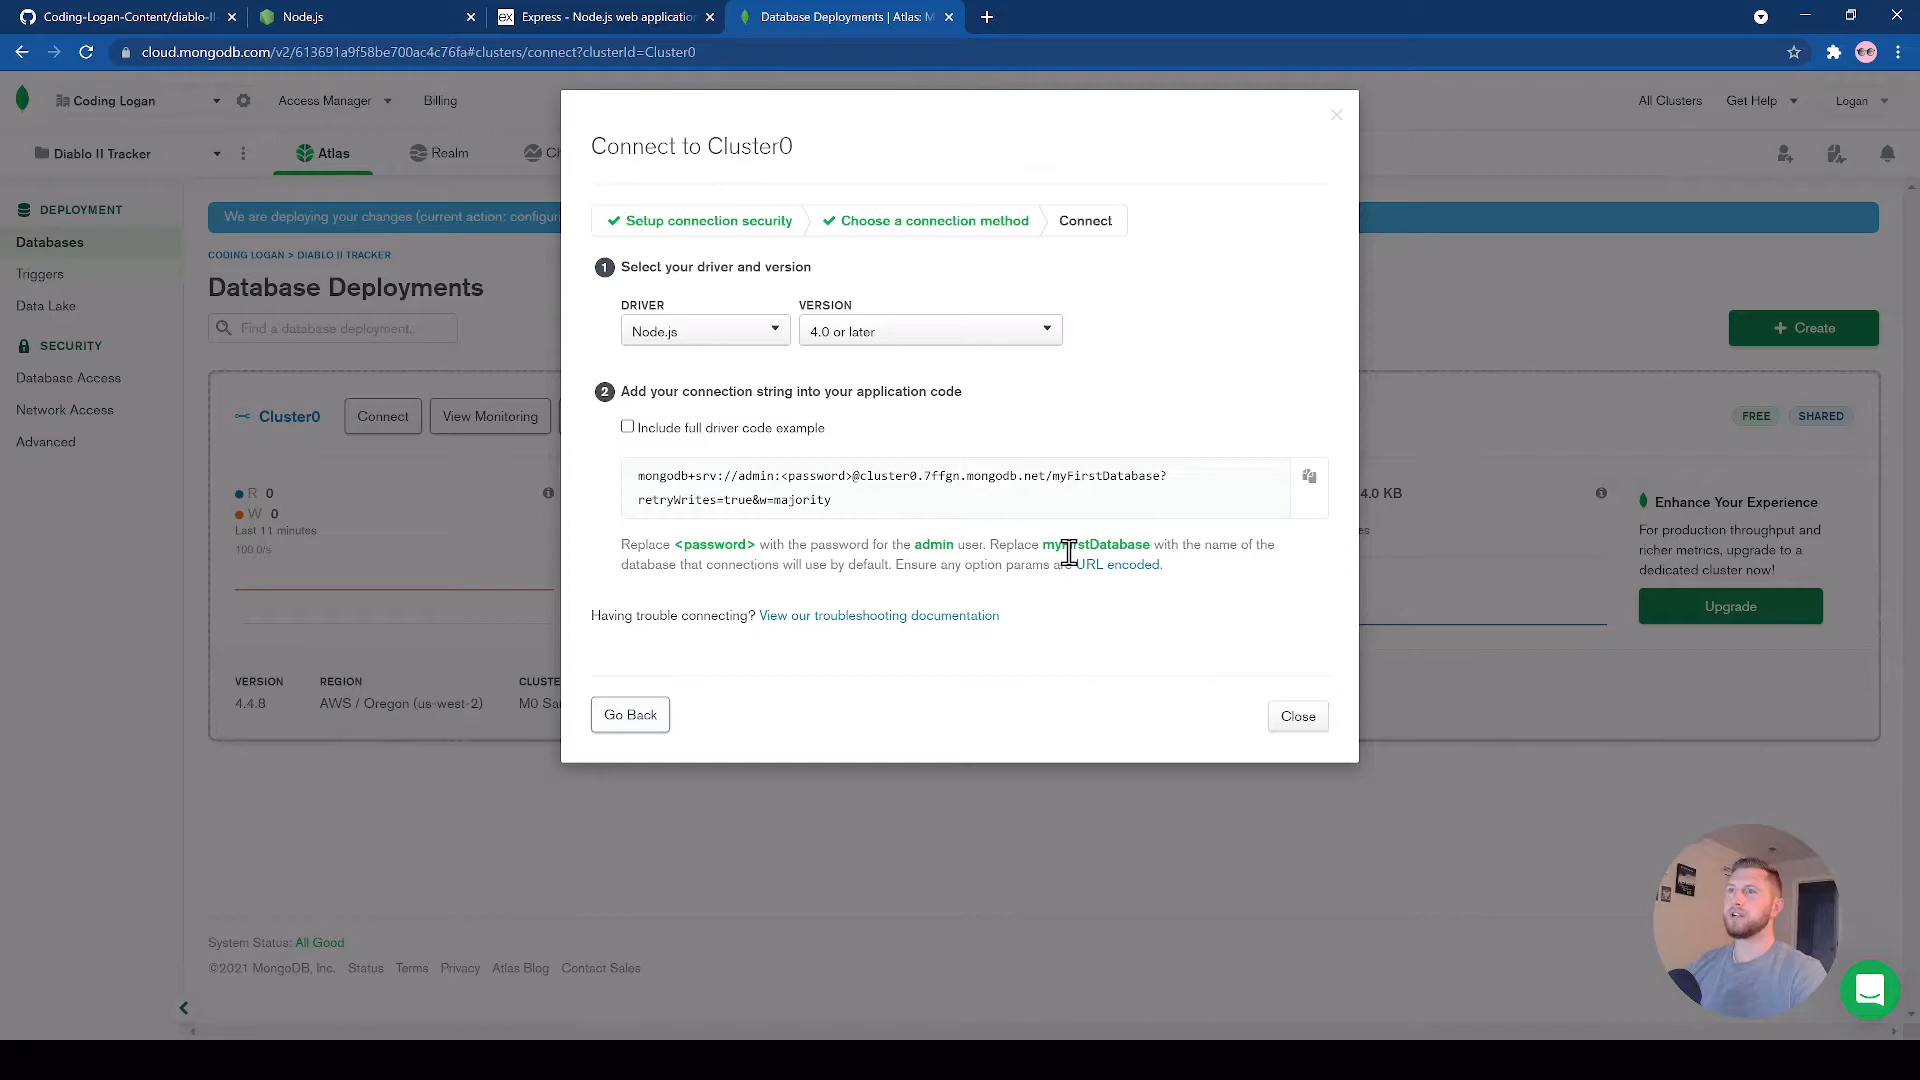 Coding-Logan-Content/diablo-II
Node.js
ex Express - Node.js web application
Database Deployments | Atlas: M
cloud.mongodb.com/v2/613691a9f58be700ac4c76fa#clusters/connect?clusterId=Cluster0
Coding Logan
Access Manager
Billing
All Clusters
Get Help
Logan
Diablo II Tracker
Atlas
Realm
Ch
DEPLOYMENT
Databases
Triggers
Data Lake
SECURITY
Database Access
Network Access
Advanced
We are deploying your changes (current action: configur
CODING LOGAN > DIABLO II TRACKER
Database Deployments
Find a database deployment..
+ Create
Cluster0
Connect
View Monitoring
FREE
SHARED
R 0
W 0
Last 11 minutes
100.0/s
4.0 KB
Enhance Your Experience
For production throughput and
richer metrics, upgrade to a
dedicated cluster now!
Upgrade
VERSION
4.4.8
REGION
AWS / Oregon (us-west-2)
CLUSTE
M0 Sa
Connect to Cluster0
Setup connection security
Choose a connection method
Connect
1 Select your driver and version
DRIVER
Node.js
VERSION
4.0 or later
2 Add your connection string into your application code
Include full driver code example
mongodb+srv://admin:<password>@cluster0.7ffgn.mongodb.net/myFirstDatabase?
retryWrites=true&w=majority
Replace <password> with the password for the admin user. Replace myFirstDatabase with the name of the
database that connections will use by default. Ensure any option params are URL encoded.
Having trouble connecting? View our troubleshooting documentation
Go Back
Close
System Status: All Good
©2021 MongoDB, Inc. Status Terms Privacy Atlas Blog Contact Sales